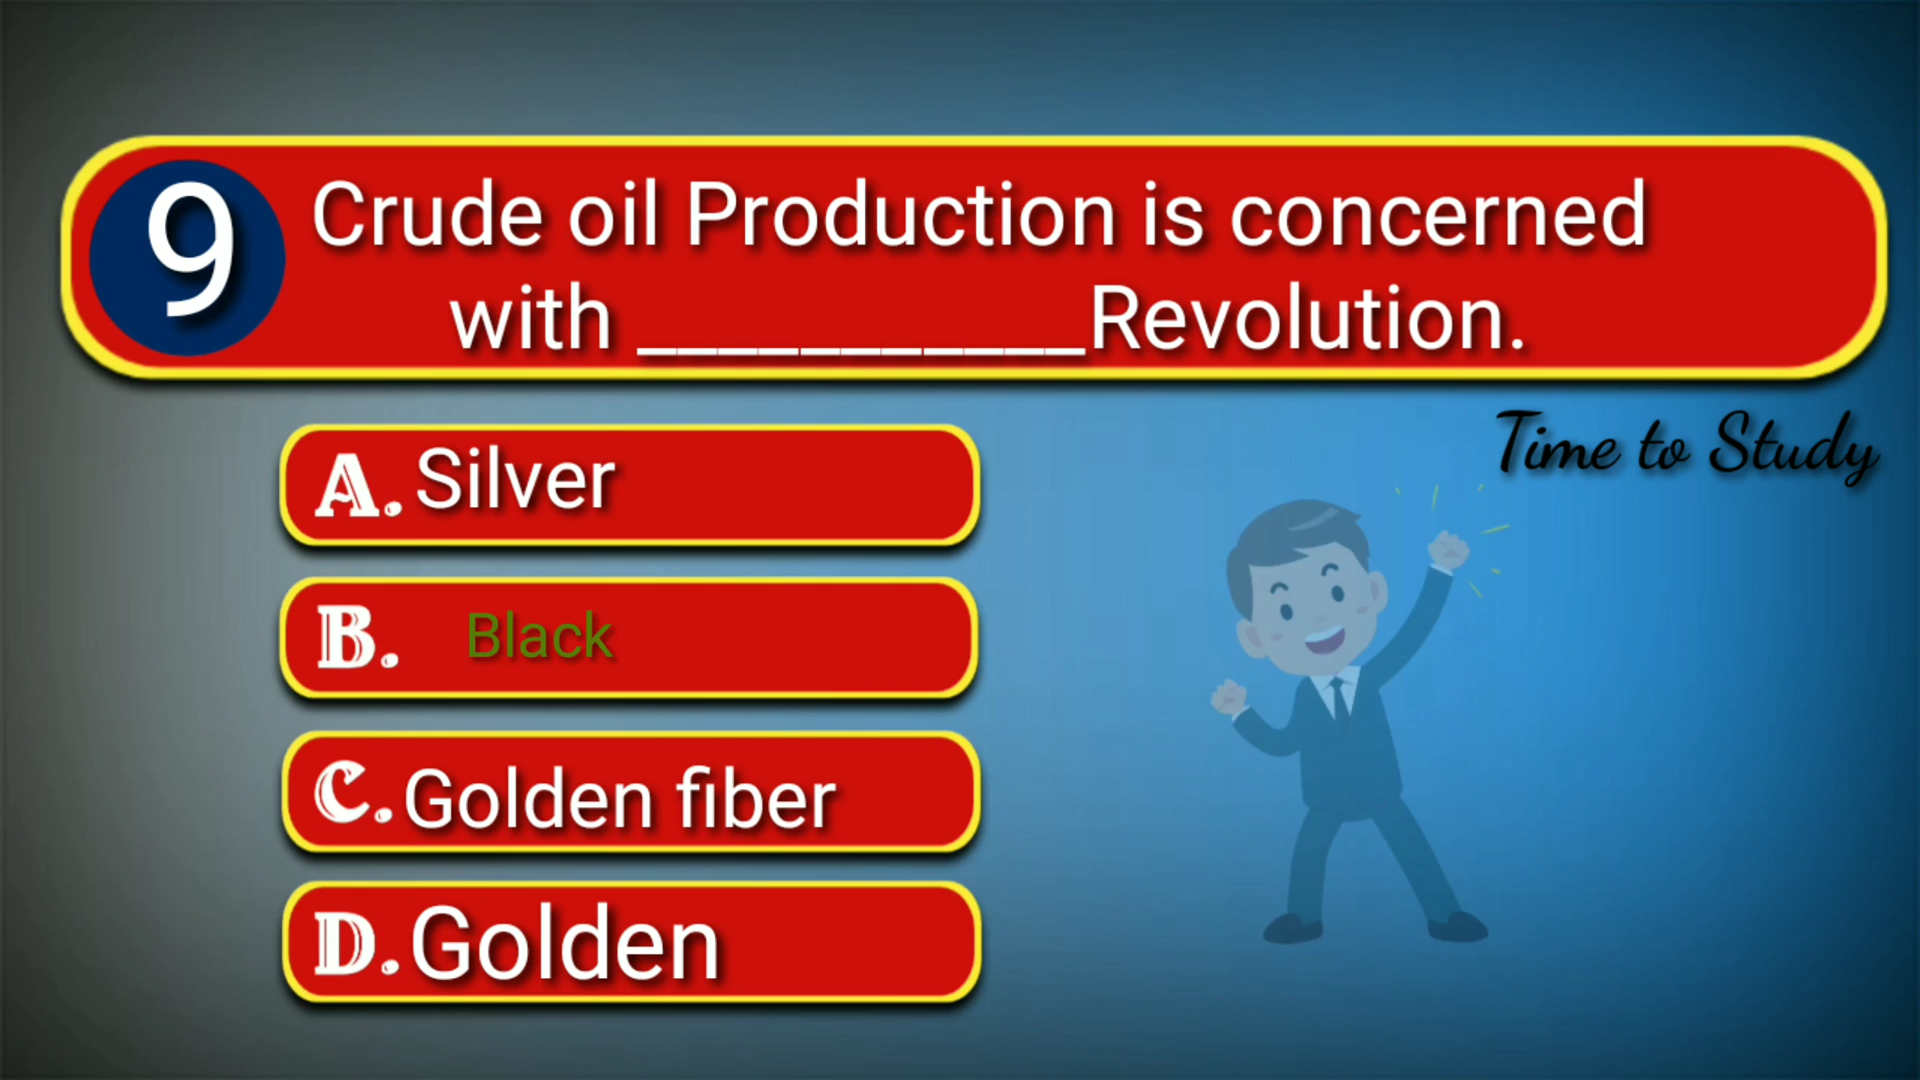 9 Crude oil Production is concerned
with ___________Revolution.
Time to Study
A. Silver
B. Black
C. Golden fiber
D. Golden